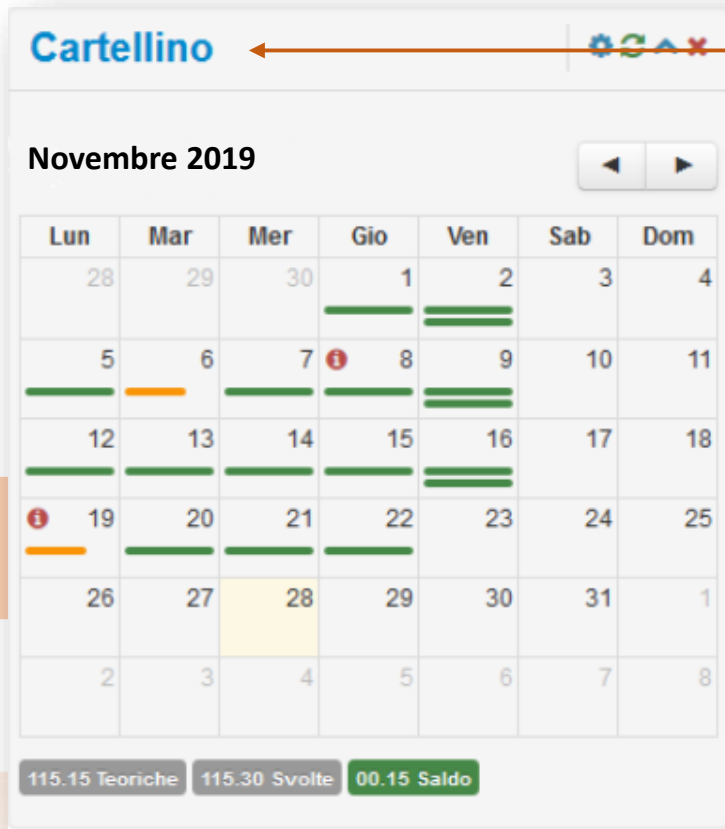 Cartellino
Novembre 2019
Lun Mar Mer Gio Ven Sab Dom
28 29 30 1 2 3 4
5 6 7 8 9 10 11
12 13 14 15 16 17 18
19 20 21 22 23 24 25
26 27 28 29 30 31 1
2 3 4 5 6 7 8
115.15 Teoriche 115.30 Svolte 00.15 Saldo